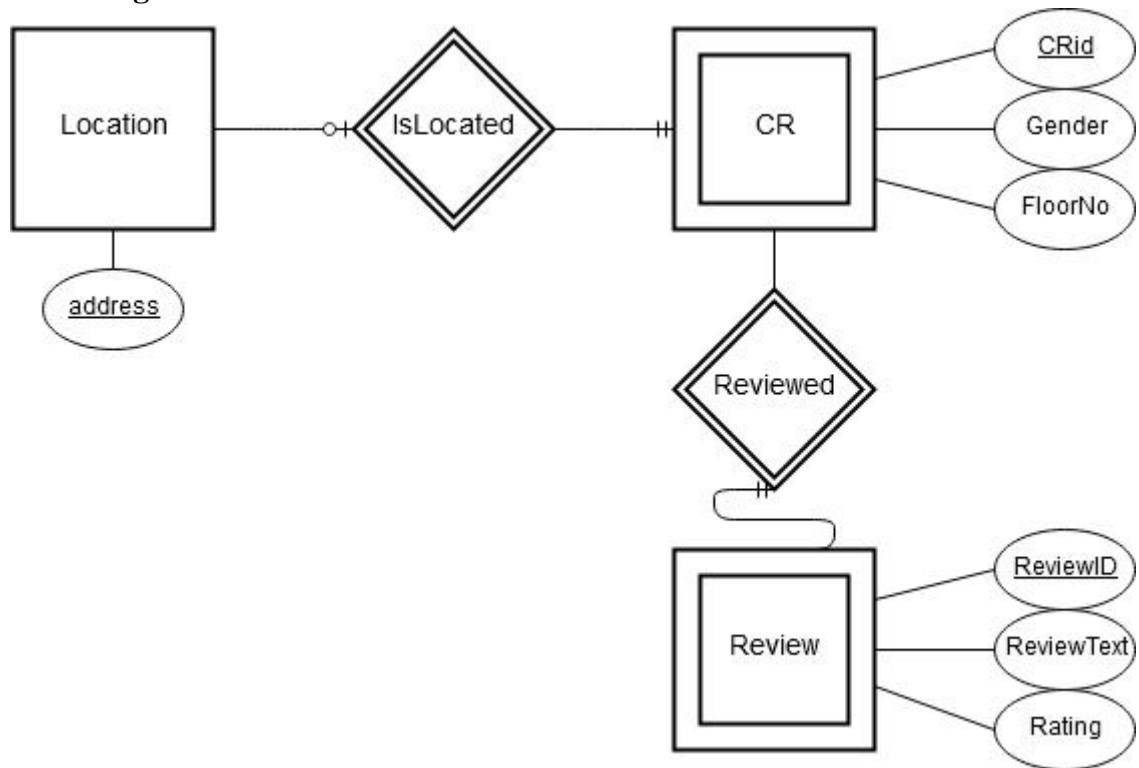 Location
IsLocated
CR
CRid
Gender
FloorNo
address
Reviewed
Review
ReviewID
ReviewText
Rating